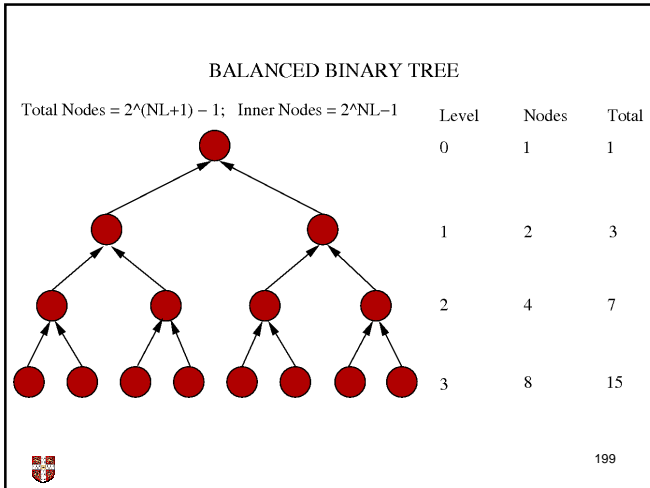 BALANCED BINARY TREE
Total Nodes = 2^(NL+1) − 1; Inner Nodes = 2^NL−1
Level Nodes Total
0 1 1
1 2 3
2 4 7
3 8 15
199